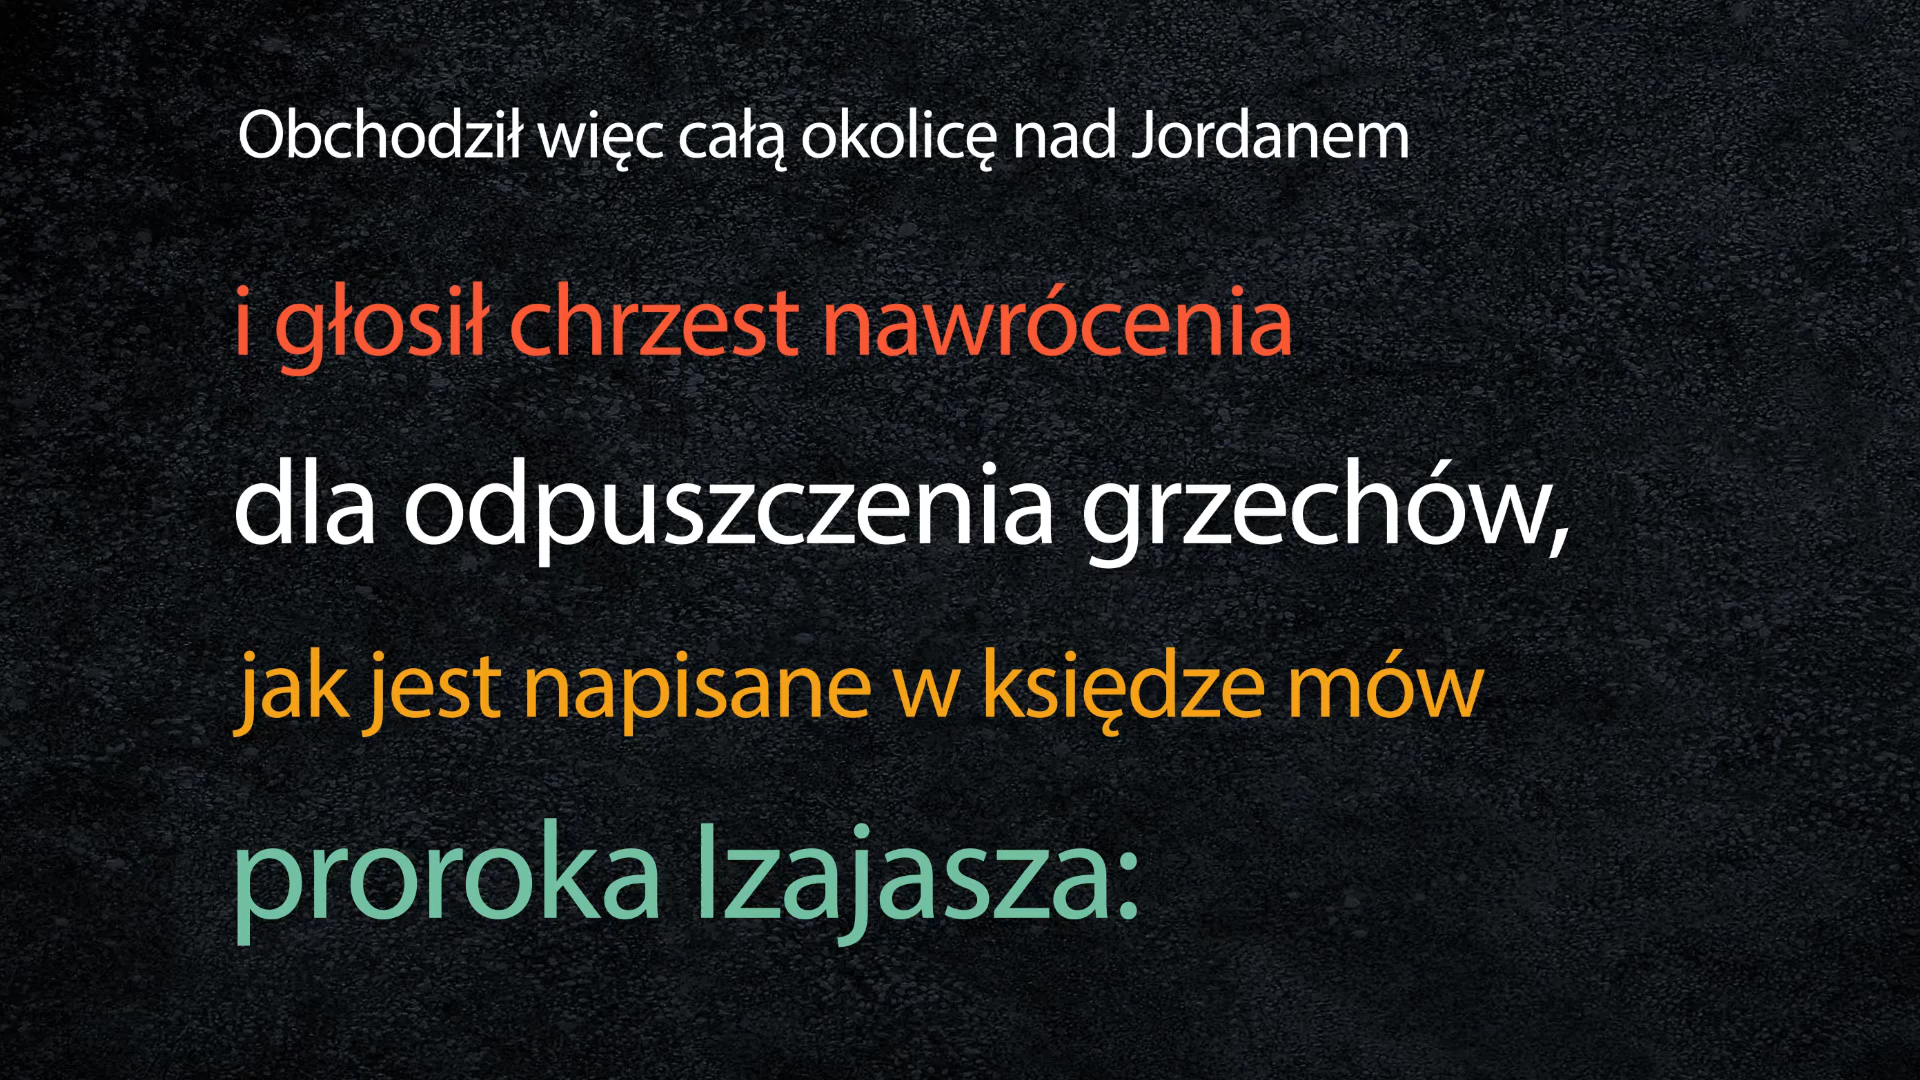 Obchodził więc całą okolicę nad Jordanem
i głosił chrzest nawrócenia
dla odpuszczenia grzechów,
jak jest napisane w księdze mów
proroka Izajasza: